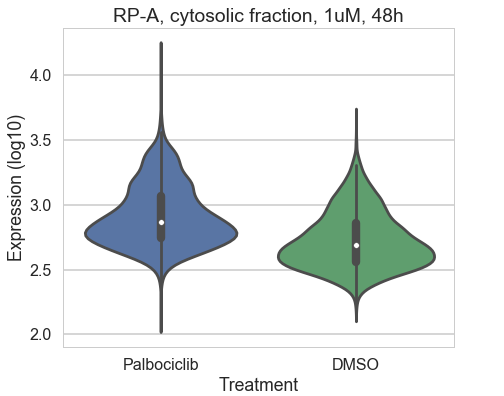 RP-A, cytosolic fraction, 1uM, 48h
Expression (log10)
4.0
3.5
3.0
2.5
2.0
Palbociclib
DMSO
Treatment